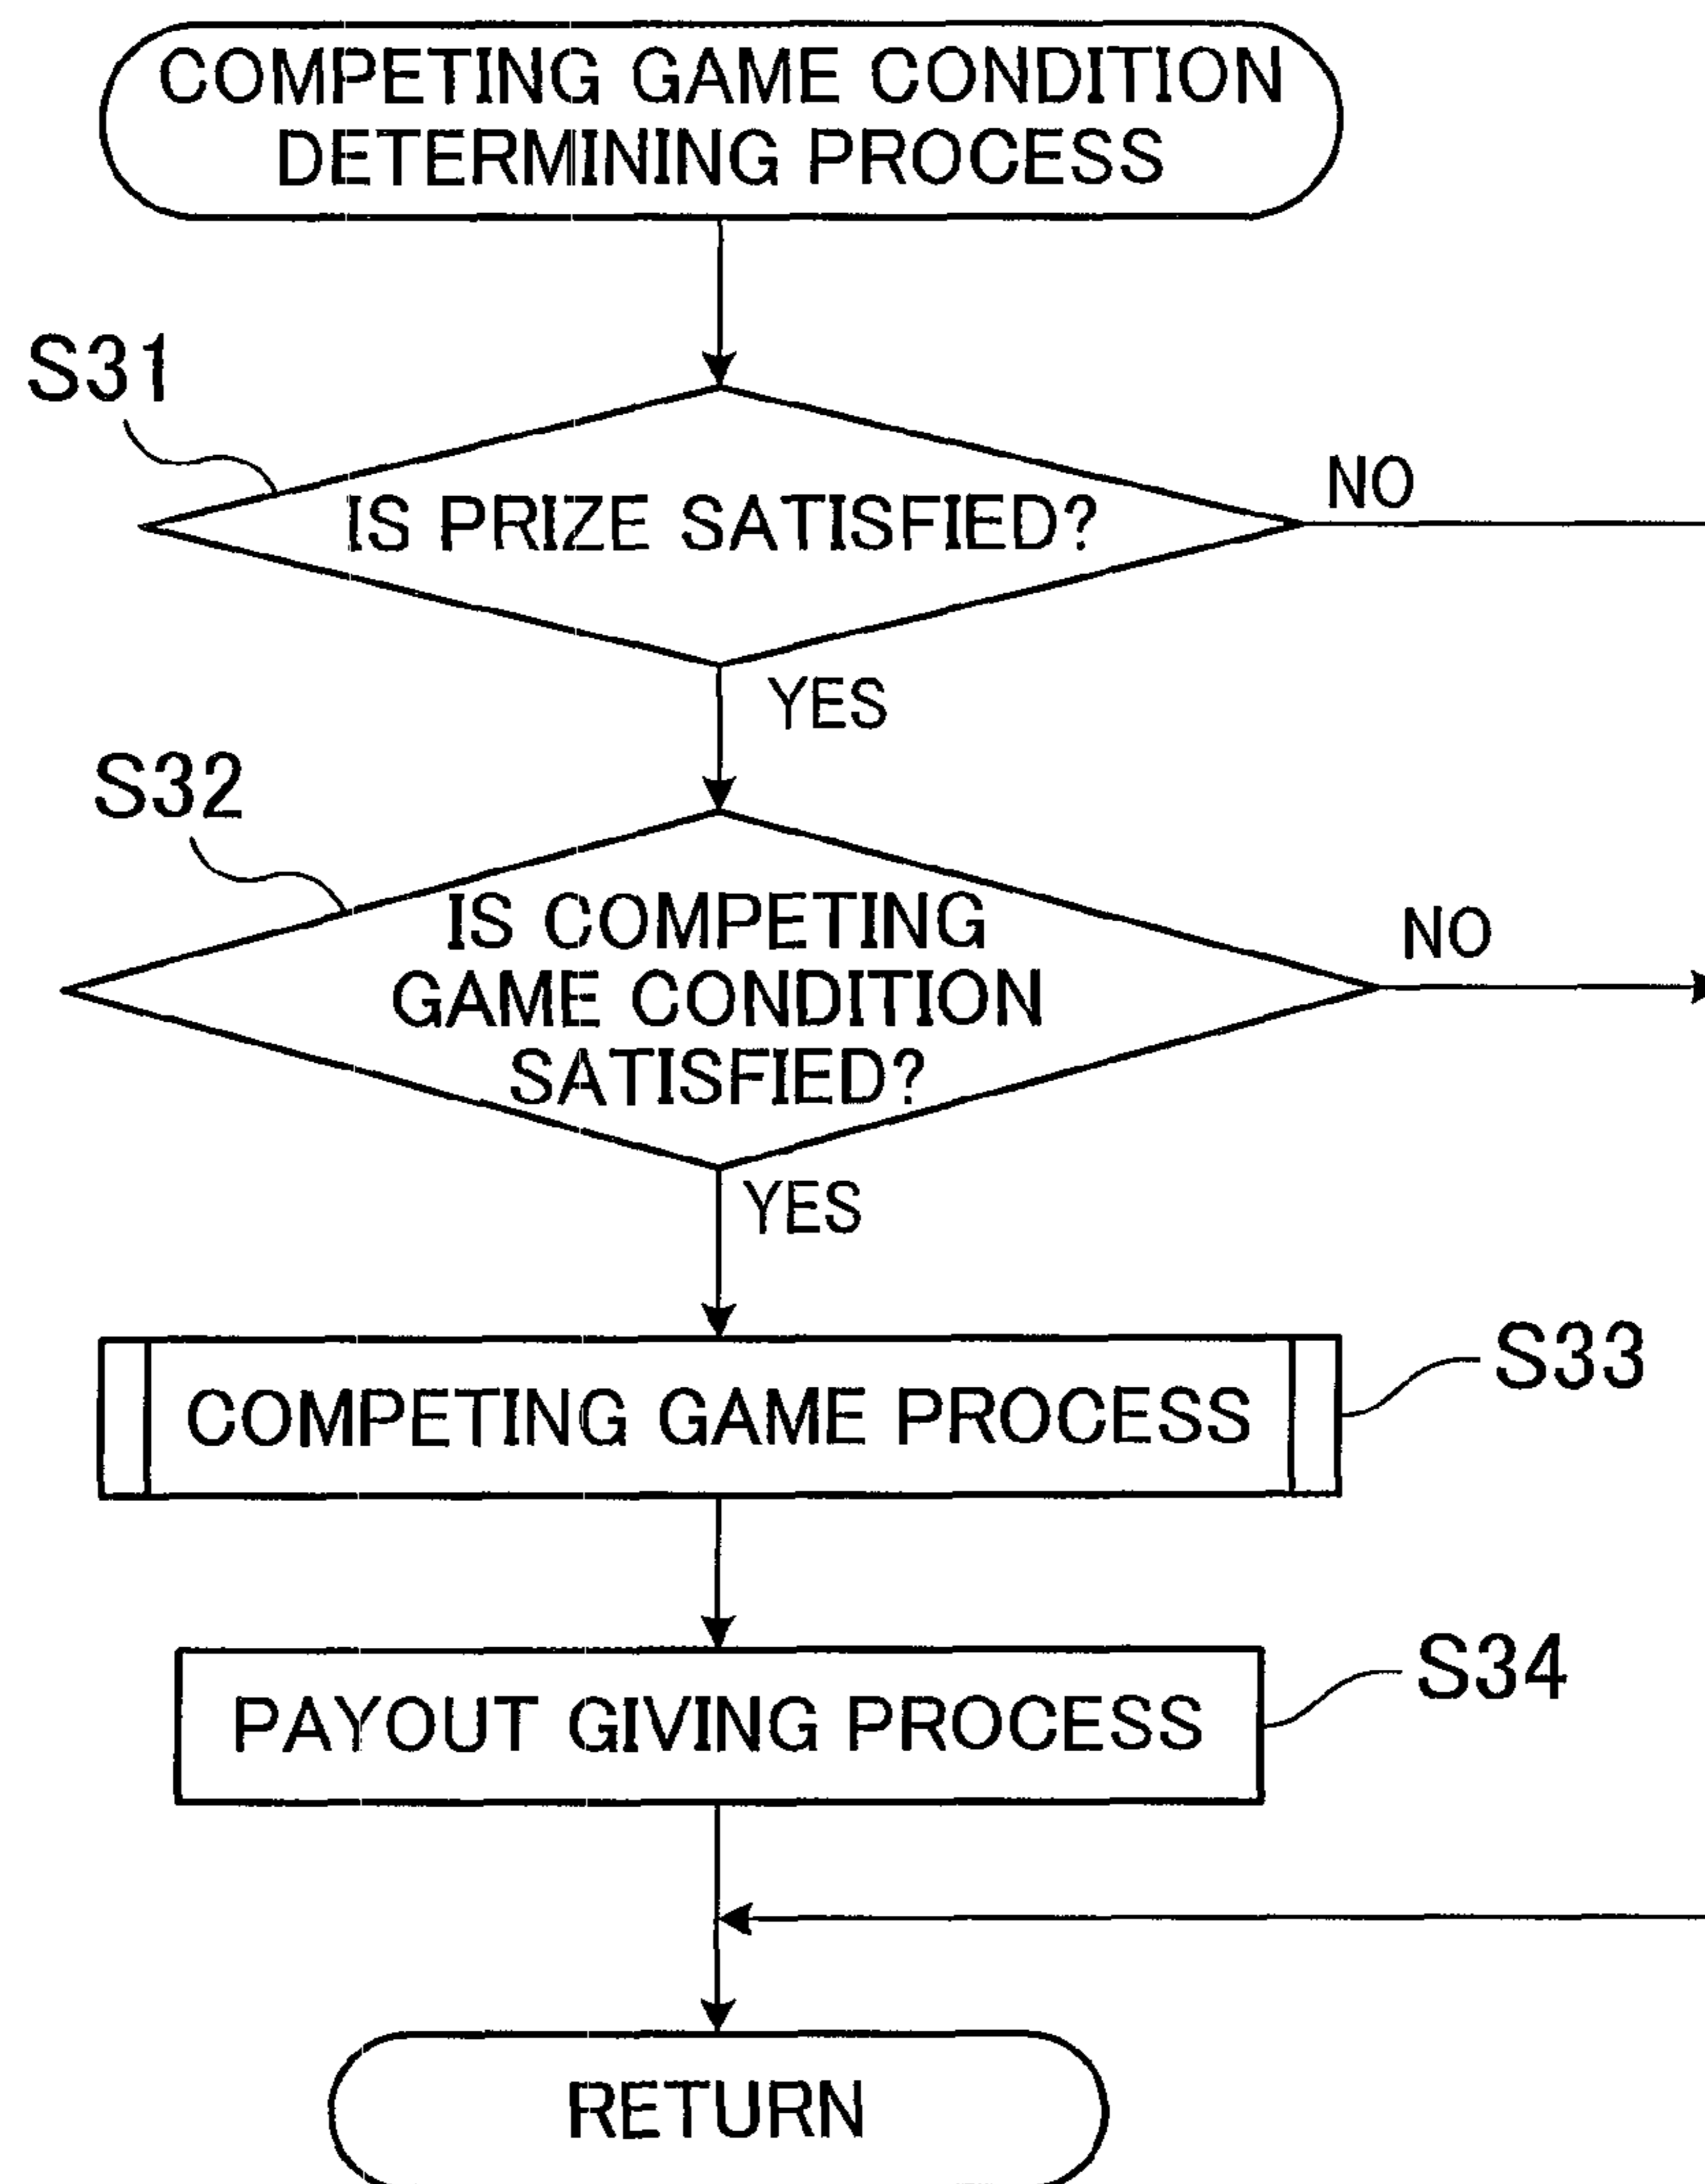 COMPETING GAME CONDITION
DETERMINING PROCESS
S31
IS PRIZE SATISFIED?
NO
YES
S32
IS COMPETING
GAME CONDITION
SATISFIED?
NO
YES
COMPETING GAME PROCESS
S33
PAYOUT GIVING PROCESS
S34
RETURN